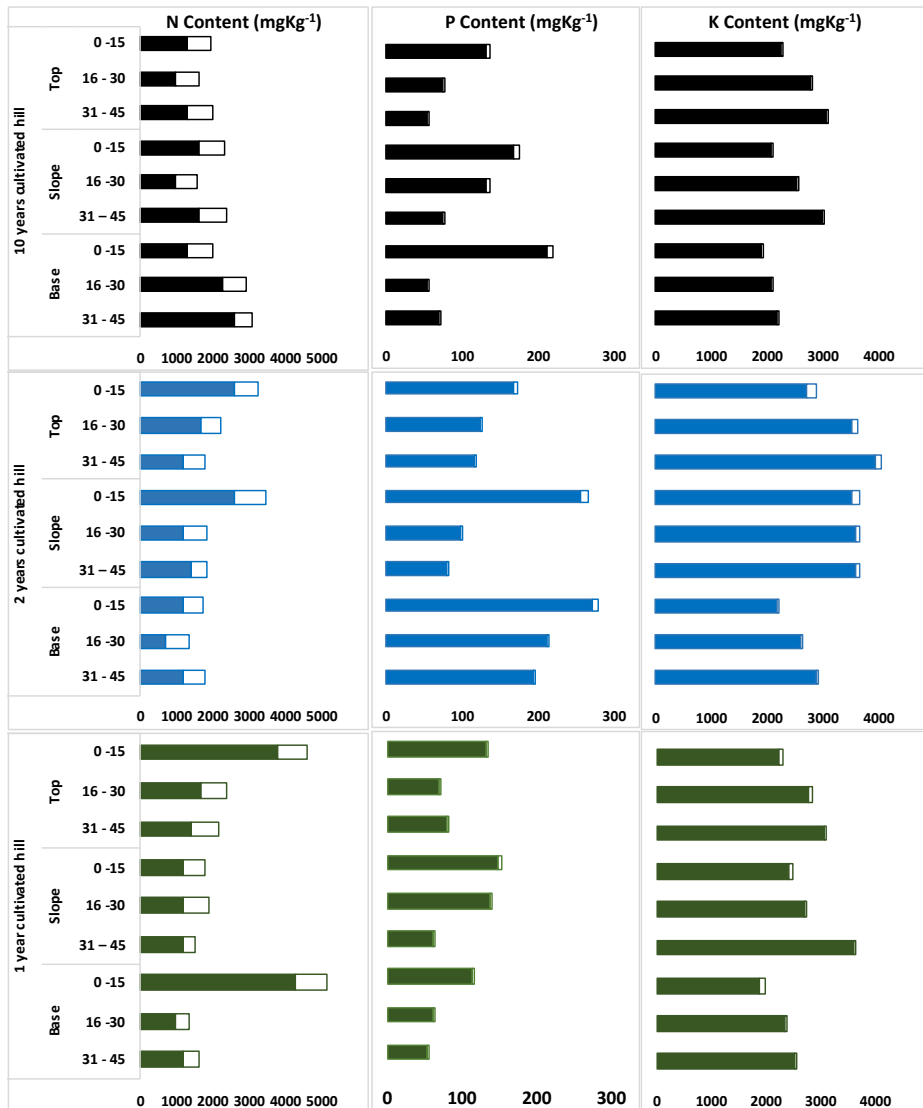 N Content (mgKg⁻¹) P Content (mgKg⁻¹) K Content (mgKg⁻¹)
10 years cultivated hill
Top
0 -15
16 - 30
31 - 45
Slope
0 -15
16 -30
31 – 45
Base
0 -15
16 -30
31 - 45
0 1000 2000 3000 4000 5000
0 100 200 300
0 1000 2000 3000 4000
2 years cultivated hill
Top
0 -15
16 - 30
31 - 45
Slope
0 -15
16 -30
31 – 45
Base
0 -15
16 -30
31 - 45
0 1000 2000 3000 4000 5000
0 100 200 300
0 1000 2000 3000 4000
1 year cultivated hill
Top
0 -15
16 - 30
31 - 45
Slope
0 -15
16 -30
31 – 45
Base
0 -15
16 -30
31 - 45
0 1000 2000 3000 4000 5000
0 100 200 300
0 1000 2000 3000 4000